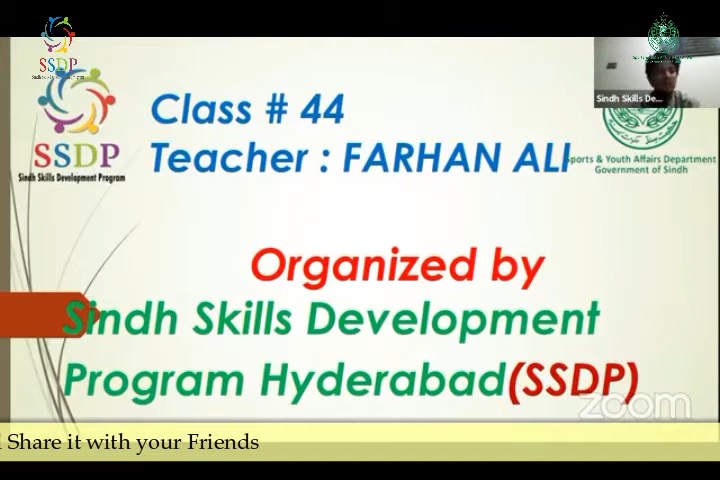 SSDP
SSDP
Sindh Skills Development Program
Class # 44
Teacher : FARHAN ALI
Sindh Skills De...
ports & Youth Affairs Department
Government of Sindh
Organized by
Sindh Skills Development
Program Hyderabad(SSDP)
zoom
Share it with your Friends